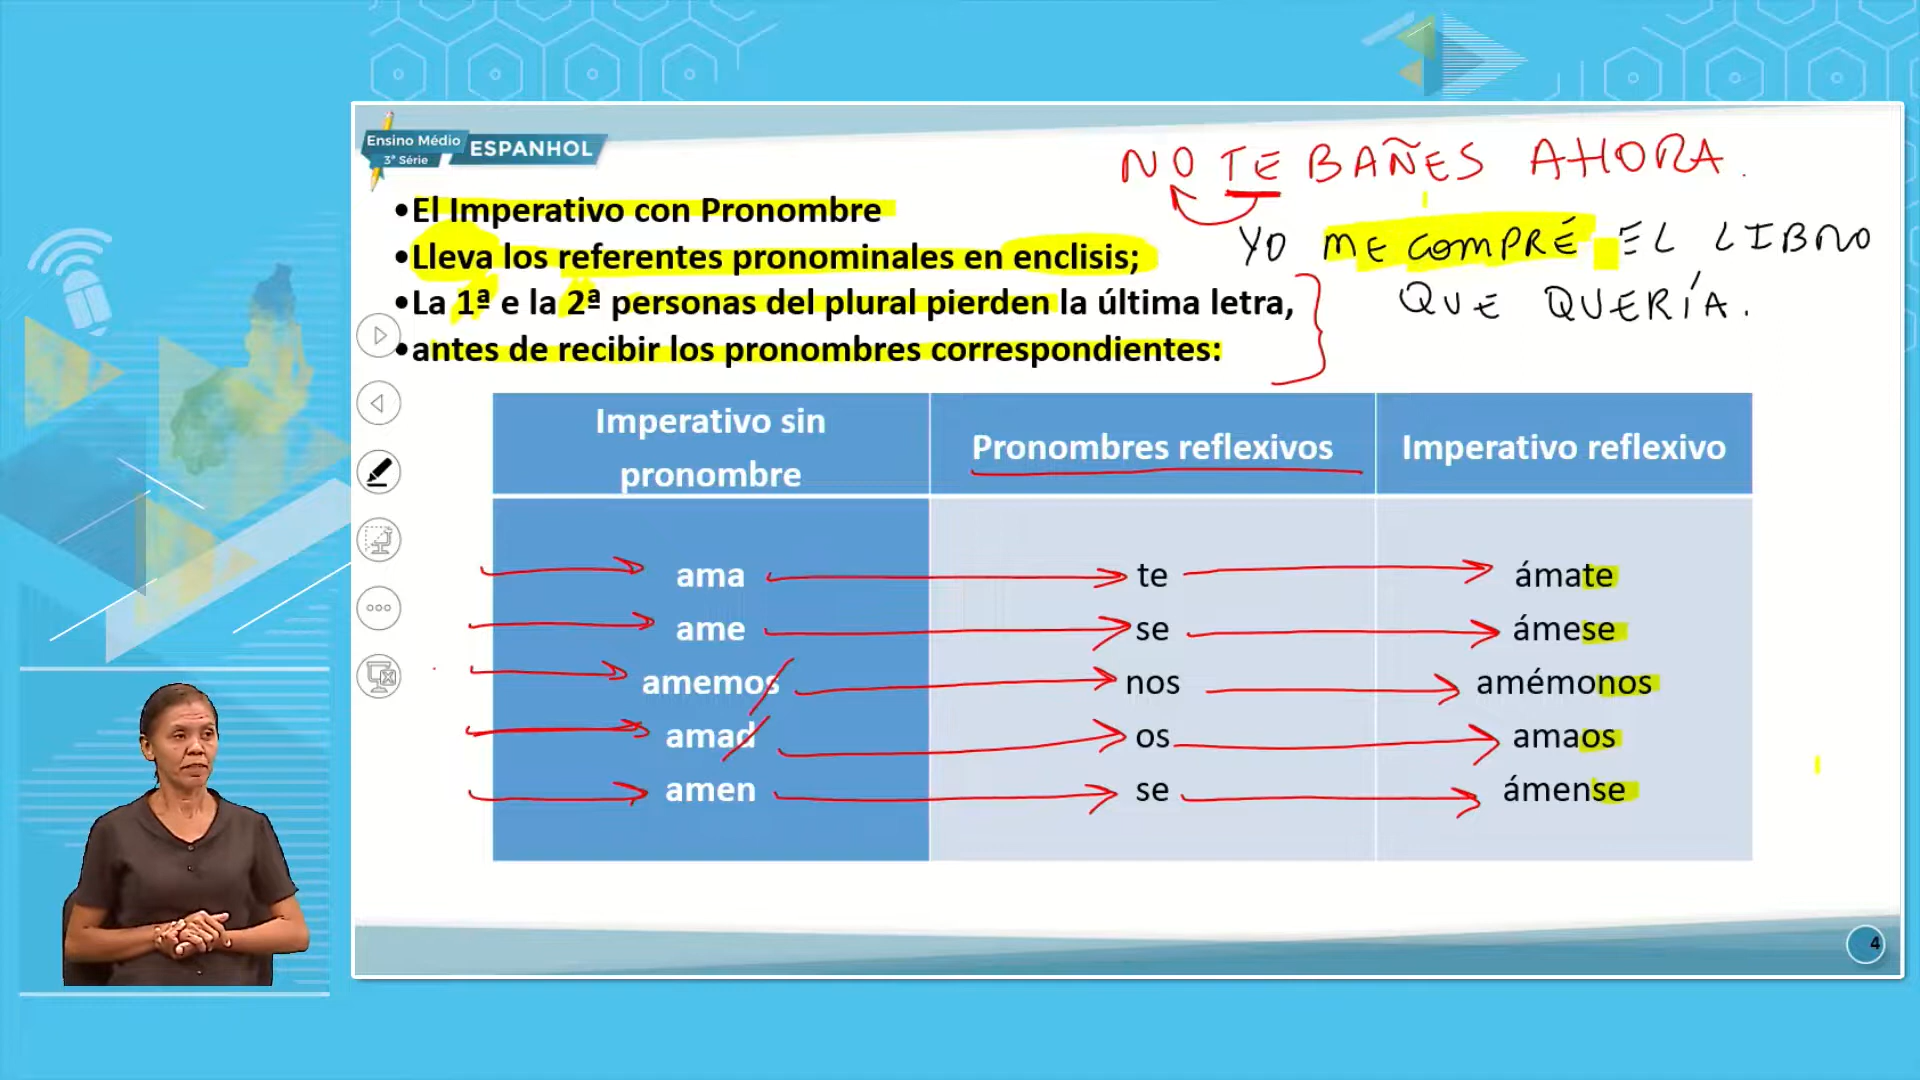 Ensino Médio
3ª Série
ESPANHOL
NO TE BAÑES AHORA.
•El Imperativo con Pronombre
•Lleva los referentes pronominales en enclisis;
YO ME COMPRÉ EL LIBRO
QUE QUERÍA.
•La 1ª e la 2ª personas del plural pierden la última letra,
•antes de recibir los pronombres correspondientes:
Imperativo sin
pronombre
Pronombres reflexivos
Imperativo reflexivo
ama te ámate
ame se ámese
amemos nos amémonos
amad os amaos
amen se ámense
4